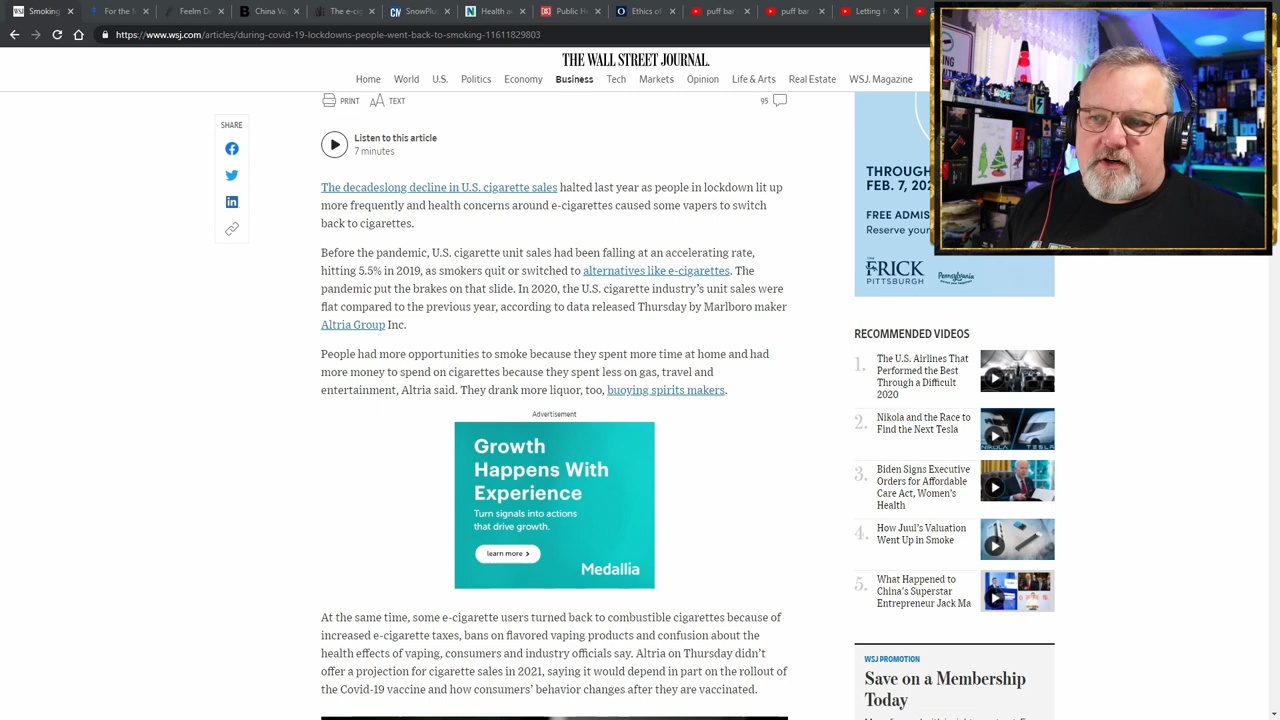 Smoking
For the f
Feelm De
China Va
the e-cig
SnowPlu
Health a
Public H
Ethics of
puff bar
puff bar
Letting f
https://www.wsj.com/articles/during-covid-19-lockdowns-people-went-back-to-smoking-11611829803
THE WALL STREET JOURNAL.
Home World U.S. Politics Economy Business Tech Markets Opinion Life & Arts Real Estate WSJ. Magazine
PRINT AA TEXT
95
SHARE
Listen to this article
7 minutes
The decadeslong decline in U.S. cigarette sales halted last year as people in lockdown lit up
more frequently and health concerns around e-cigarettes caused some vapers to switch
back to cigarettes.
Before the pandemic, U.S. cigarette unit sales had been falling at an accelerating rate,
hitting 5.5% in 2019, as smokers quit or switched to alternatives like e-cigarettes. The
pandemic put the brakes on that slide. In 2020, the U.S. cigarette industry's unit sales were
flat compared to the previous year, according to data released Thursday by Marlboro maker
Altria Group Inc.
People had more opportunities to smoke because they spent more time at home and had
more money to spend on cigarettes because they spent less on gas, travel and
entertainment, Altria said. They drank more liquor, too, buoying spirits makers.
Advertisement
Growth
Happens With
Experience
Turn signals into actions
that drive growth.
learn more >
Medallia
At the same time, some e-cigarette users turned back to combustible cigarettes because of
increased e-cigarette taxes, bans on flavored vaping products and confusion about the
health effects of vaping, consumers and industry officials say. Altria on Thursday didn't
offer a projection for cigarette sales in 2021, saying it would depend in part on the rollout of
the Covid-19 vaccine and how consumers' behavior changes after they are vaccinated.
THROUGH
FEB. 7, 202
FREE ADMIS
Reserve your
THE
FRICK
PITTSBURGH
Pennsylvania
RECOMMENDED VIDEOS
1. The U.S. Airlines That
Performed the Best
Through a Difficult
2020
2. Nikola and the Race to
Find the Next Tesla
3. Biden Signs Executive
Orders for Affordable
Care Act, Women's
Health
4. How Juul's Valuation
Went Up in Smoke
5. What Happened to
China's Superstar
Entrepreneur Jack Ma
WSJ PROMOTION
Save on a Membership
Today